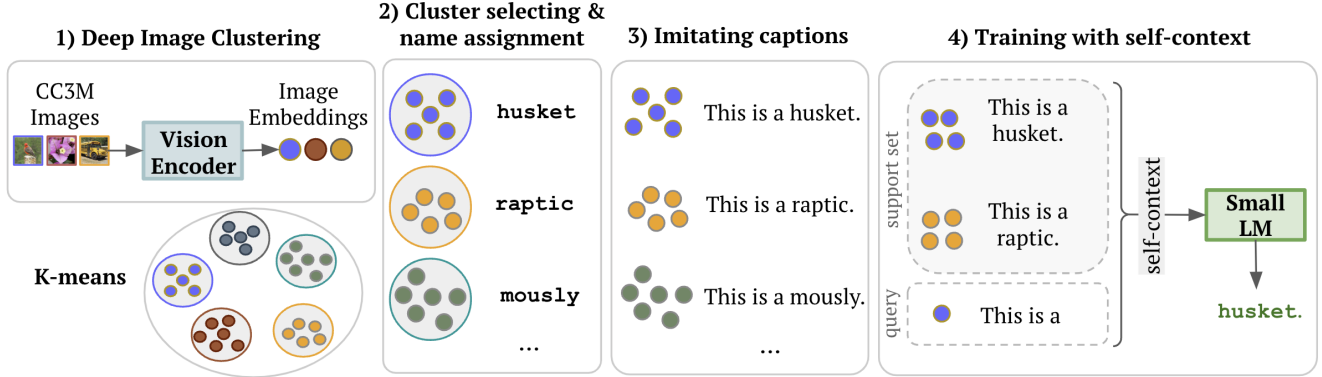 1) Deep Image Clustering
CC3M
Images
Vision
Encoder
Image
Embeddings
K-means
2) Cluster selecting &
name assignment
husket
raptic
mously
...
3) Imitating captions
This is a husket.
This is a raptic.
This is a mously.
...
4) Training with self-context
support set
This is a
husket.
This is a
raptic.
query
This is a
self-context
Small
LM
husket.